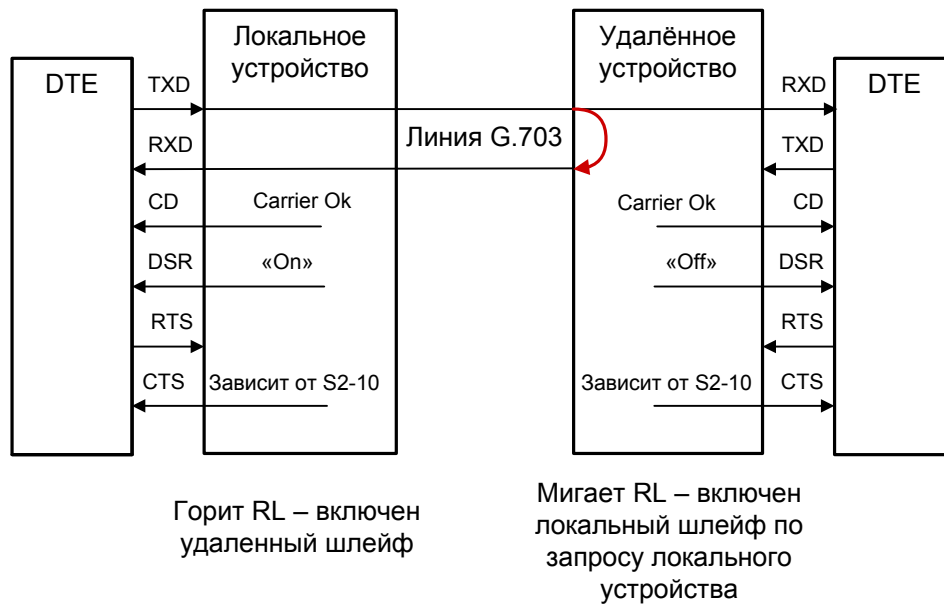 Локальное
устройство
Удалённое
устройство
DTE
TXD
RXD
DTE
RXD
Линия G.703
TXD
CD
Carrier Ok
Carrier Ok
CD
DSR
«On»
«Off»
DSR
RTS
RTS
CTS
Зависит от S2-10
Зависит от S2-10
CTS
Горит RL – включен
удаленный шлейф
Мигает RL – включен
локальный шлейф по
запросу локального
устройства